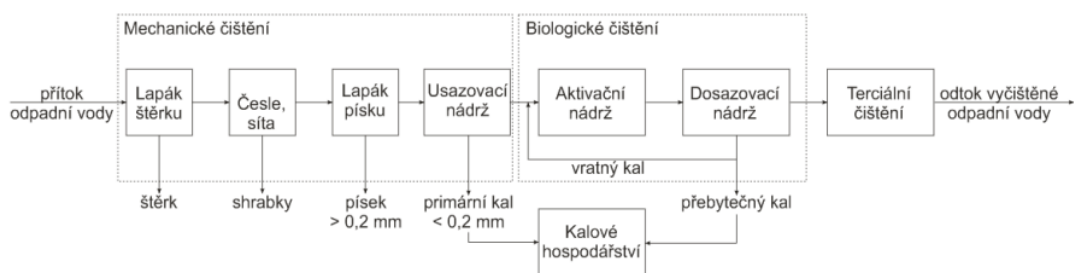 Mechanické čištění
Biologické čištění
přítok
odpadní vody
Lapák
štěrku
Česle,
síta
Lapák
písku
Usazovací
nádrž
Aktivační
nádrž
Dosazovací
nádrž
Terciální
čištění
odtok vyčištěné
odpadní vody
vratný kal
štěrk
shrabky
písek
> 0,2 mm
primární kal
< 0,2 mm
přebytečný kal
Kalové
hospodářství